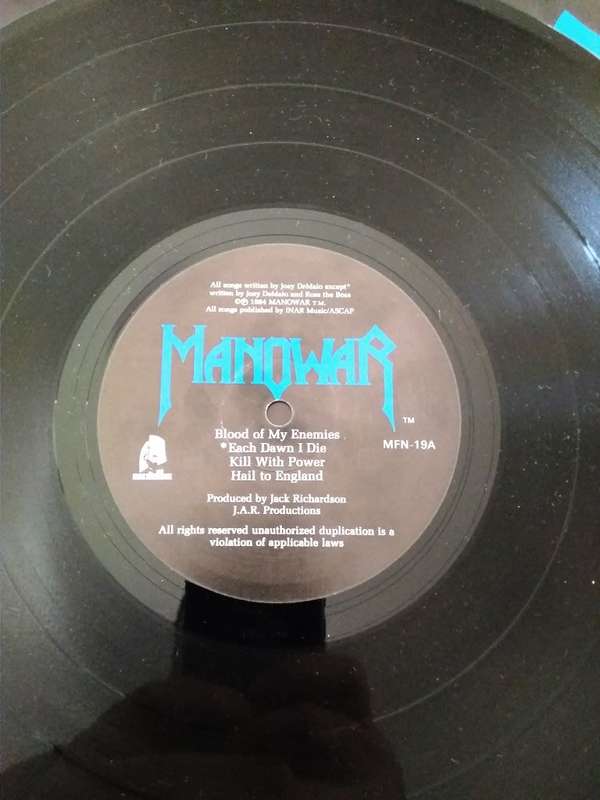 All songs written by Joey DeMaio except*
written by Joey DeMaio and Ross the Boss
©℗ 1984 MANOWAR T.M.
All songs published by INAR Music/ASCAP
MANOWAR
TM
Blood of My Enemies
*Each Dawn I Die
Kill With Power
Hail to England
MFN-19A
Produced by Jack Richardson
J.A.R. Productions
All rights reserved unauthorized duplication is a
violation of applicable laws